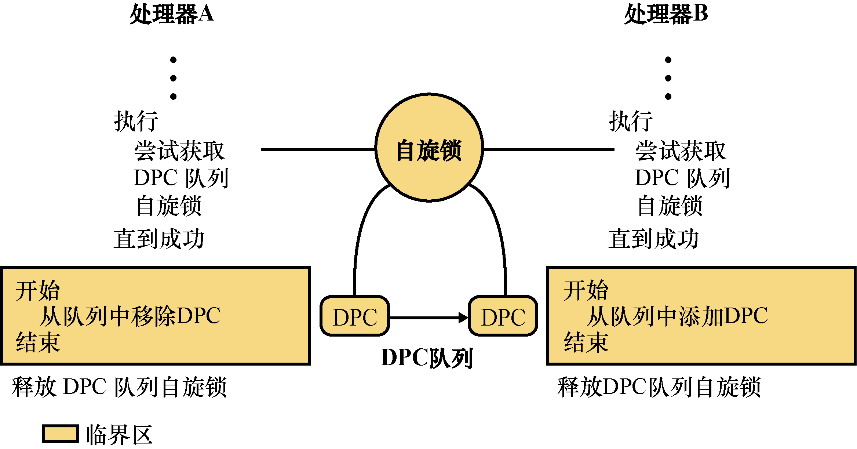 处理器A
执行
尝试获取
DPC 队列
自旋锁
直到成功
开始
从队列中移除DPC
结束
释放 DPC 队列自旋锁
自旋锁
DPC
DPC
DPC队列
处理器B
执行
尝试获取
DPC 队列
自旋锁
直到成功
开始
从队列中添加DPC
结束
释放DPC队列自旋锁
临界区